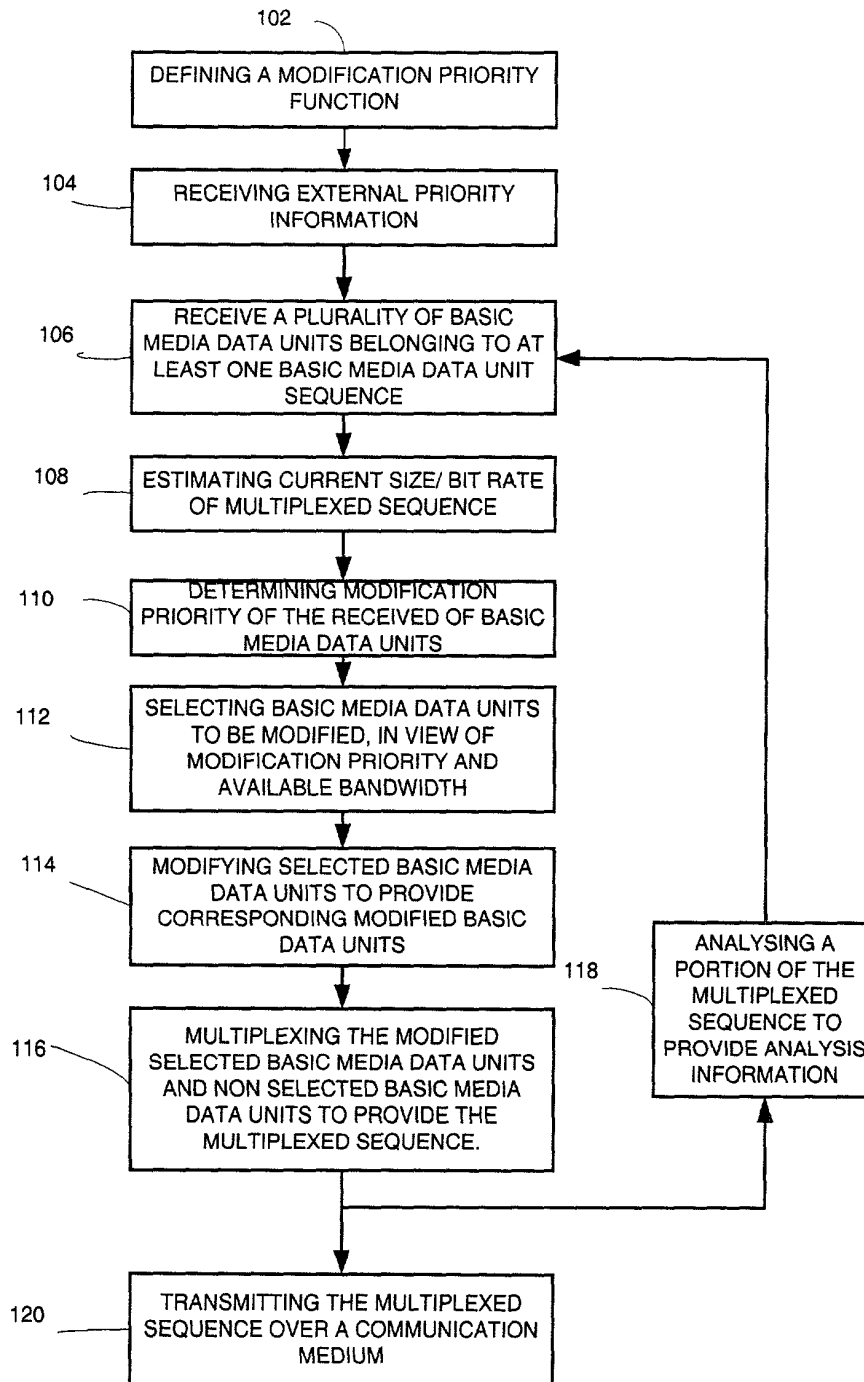 102
DEFINING A MODIFICATION PRIORITY
FUNCTION
104
RECEIVING EXTERNAL PRIORITY
INFORMATION
106
RECEIVE A PLURALITY OF BASIC
MEDIA DATA UNITS BELONGING TO AT
LEAST ONE BASIC MEDIA DATA UNIT
SEQUENCE
108
ESTIMATING CURRENT SIZE/ BIT RATE
OF MULTIPLEXED SEQUENCE
110
DETERMINING MODIFICATION
PRIORITY OF THE RECEIVED OF BASIC
MEDIA DATA UNITS
112
SELECTING BASIC MEDIA DATA UNITS
TO BE MODIFIED, IN VIEW OF
MODIFICATION PRIORITY AND
AVAILABLE BANDWIDTH
114
MODIFYING SELECTED BASIC MEDIA
DATA UNITS TO PROVIDE
CORRESPONDING MODIFIED BASIC
DATA UNITS
116
MULTIPLEXING THE MODIFIED
SELECTED BASIC MEDIA DATA UNITS
AND NON SELECTED BASIC MEDIA
DATA UNITS TO PROVIDE THE
MULTIPLEXED SEQUENCE.
118
ANALYSING A
PORTION OF THE
MULTIPLEXED
SEQUENCE TO
PROVIDE ANALYSIS
INFORMATION
120
TRANSMITTING THE MULTIPLEXED
SEQUENCE OVER A COMMUNICATION
MEDIUM